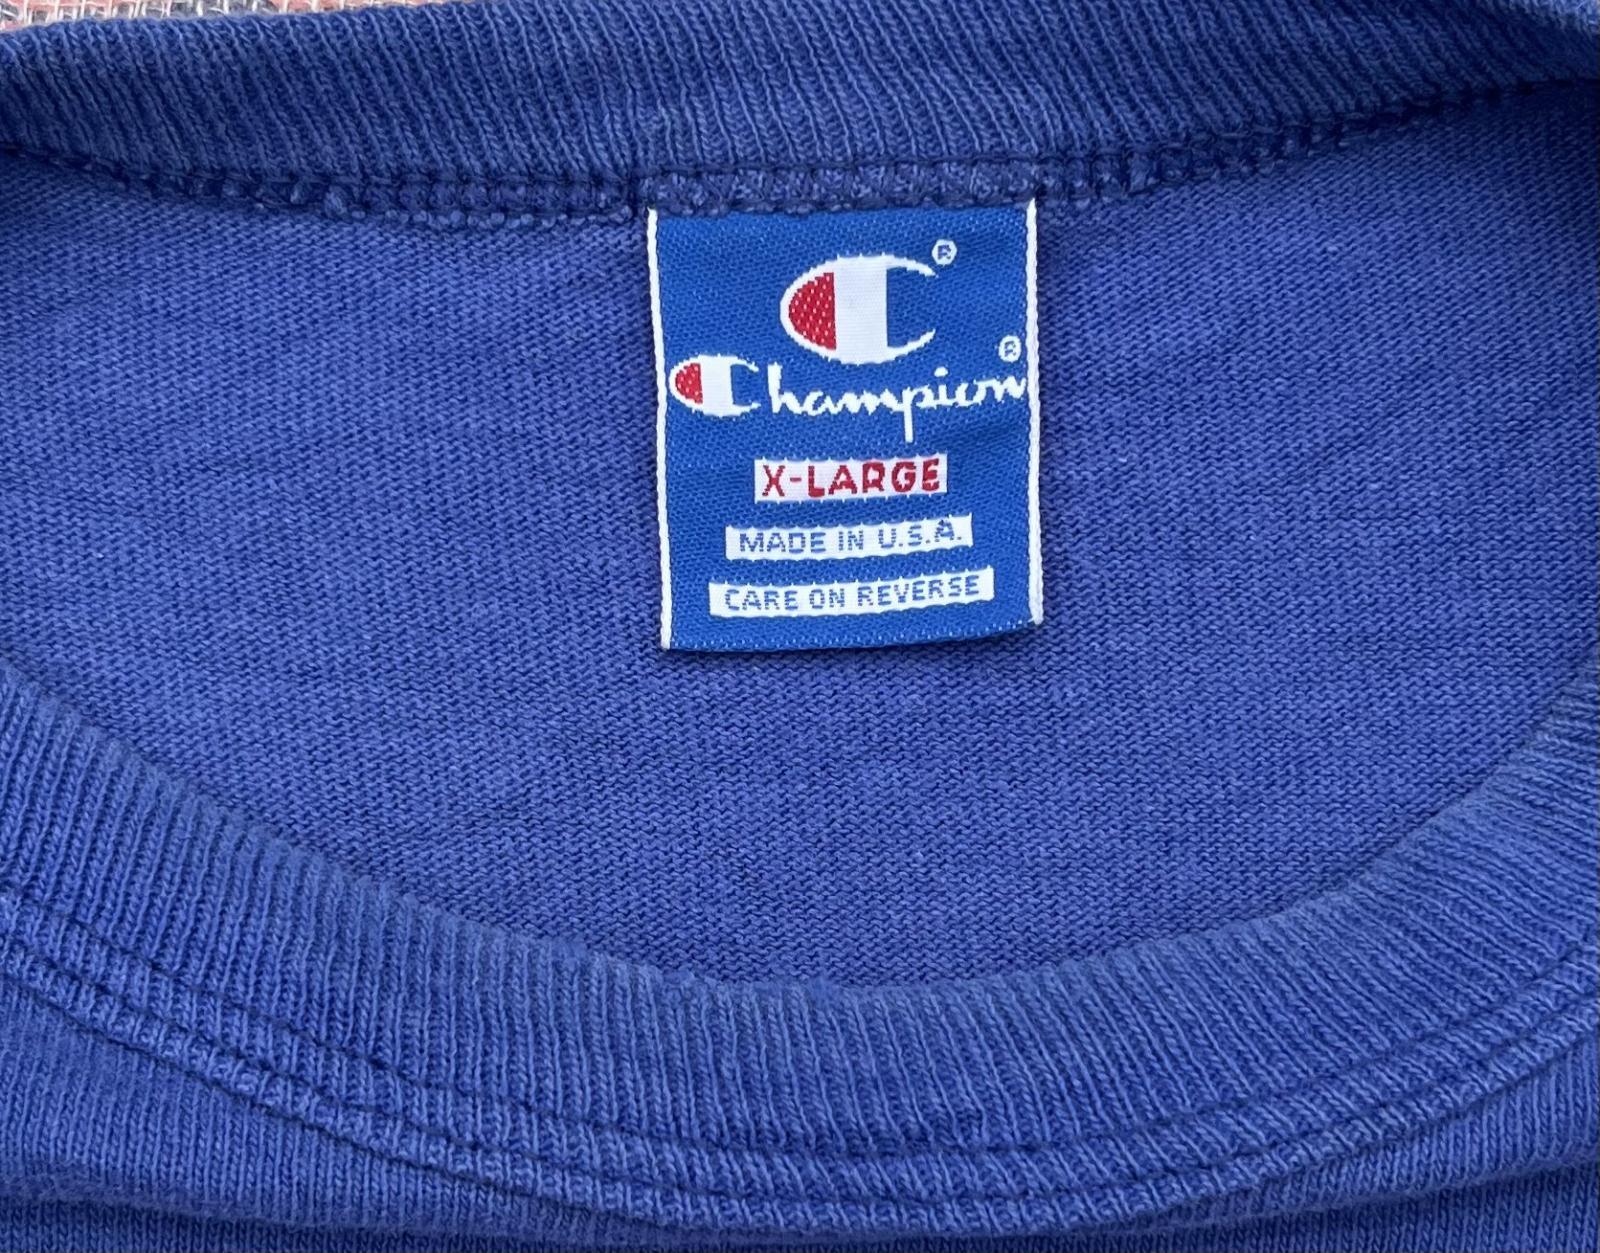 C®
Champion®
X-LARGE
MADE IN U.S.A.
CARE ON REVERSE